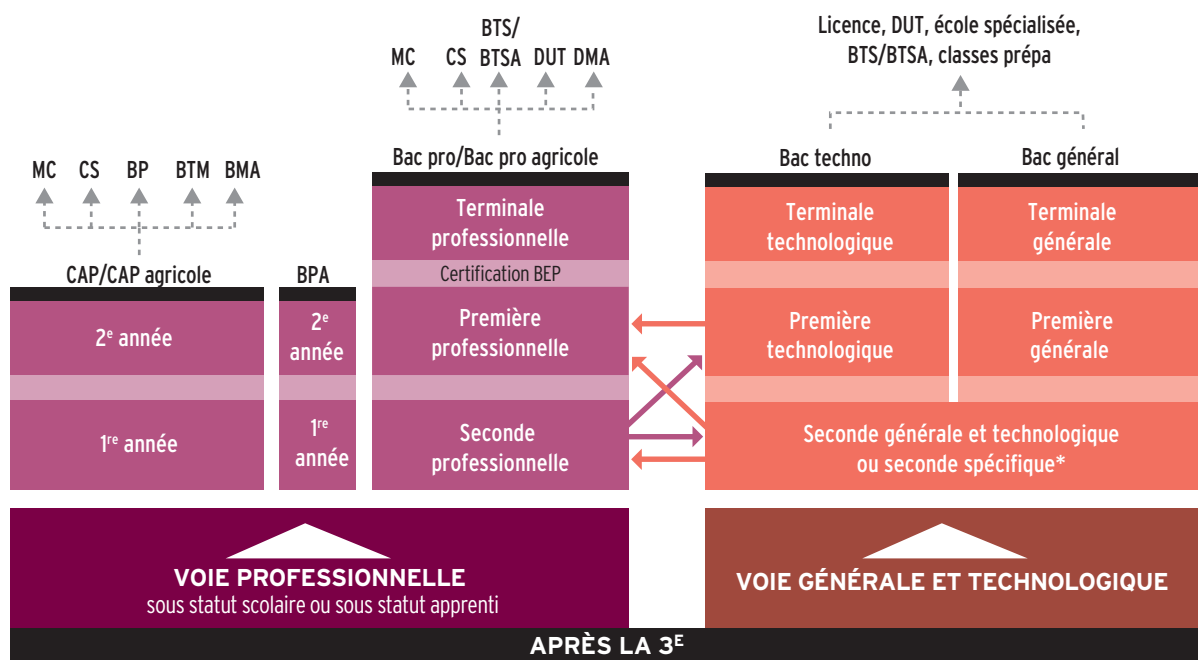 BTS/
MC CS BTSA DUT DMA
Licence, DUT, école spécialisée,
BTS/BTSA, classes prépa
MC CS BP BTM BMA
Bac pro/Bac pro agricole
Bac techno
Bac général
Terminale
professionnelle
Terminale
technologique
Terminale
générale
CAP/CAP agricole
BPA
Certification BEP
2e année
2e
année
Première
professionnelle
Première
technologique
Première
générale
1re année
1re
année
Seconde
professionnelle
Seconde générale et technologique
ou seconde spécifique*
VOIE PROFESSIONNELLE
sous statut scolaire ou sous statut apprenti
VOIE GÉNÉRALE ET TECHNOLOGIQUE
APRÈS LA 3E